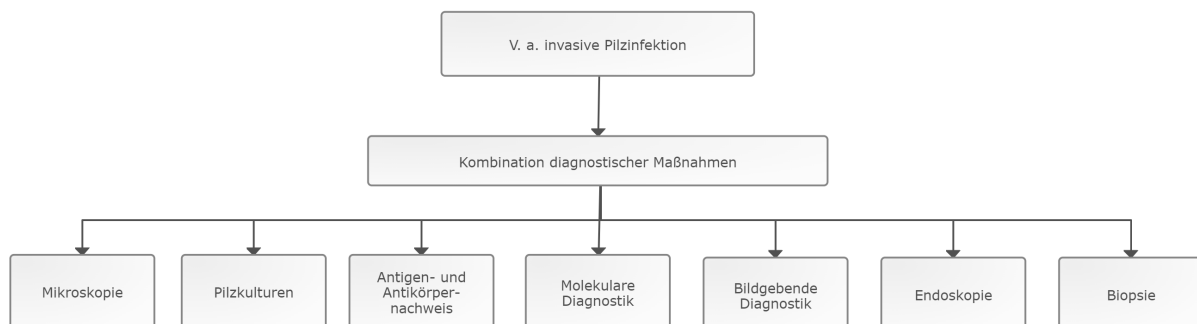 V. a. invasive Pilzinfektion
Kombination diagnostischer Maßnahmen
Mikroskopie
Pilzkulturen
Antigen- und
Antikörper-
nachweis
Molekulare
Diagnostik
Bildgebende
Diagnostik
Endoskopie
Biopsie